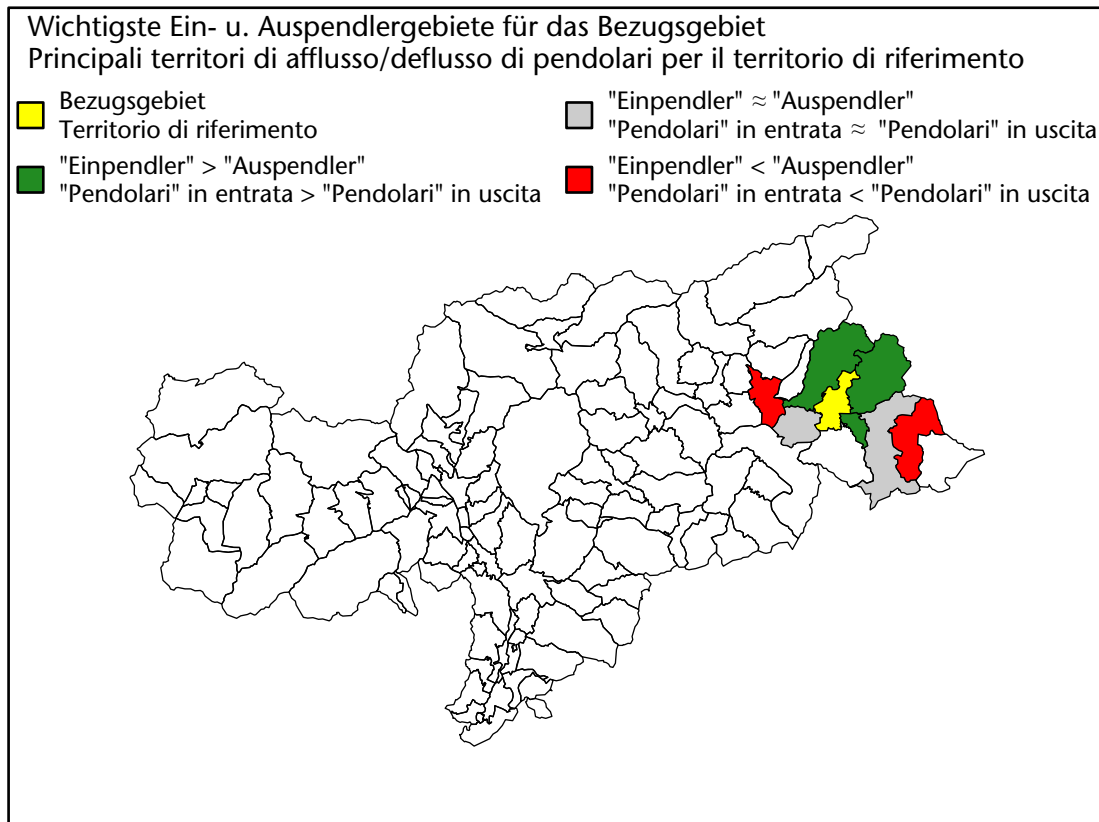 Wichtigste Ein- u. Auspendlergebiete für das Bezugsgebiet
Principali territori di afflusso/deflusso di pendolari per il territorio di riferimento
Bezugsgebiet
Territorio di riferimento
"Einpendler" > "Auspendler"
"Pendolari" in entrata > "Pendolari" in uscita
"Einpendler" ≈ "Auspendler"
"Pendolari" in entrata ≈ "Pendolari" in uscita
"Einpendler" < "Auspendler"
"Pendolari" in entrata < "Pendolari" in uscita